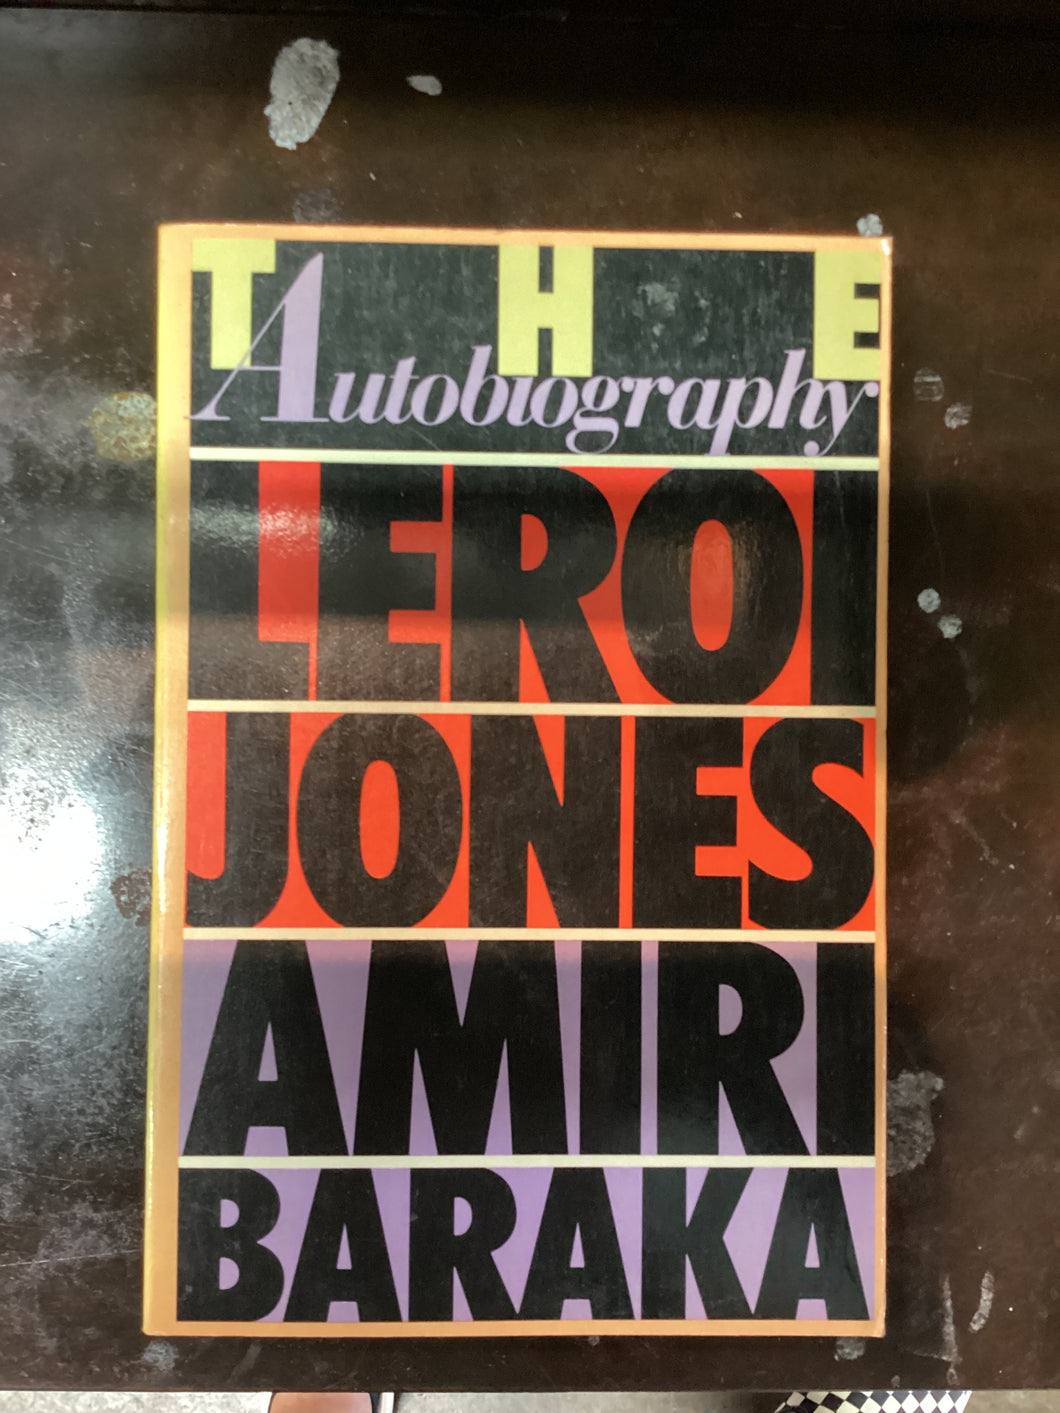 THE
Autobiography
LEROI
JONES
AMIRI
BARAKA